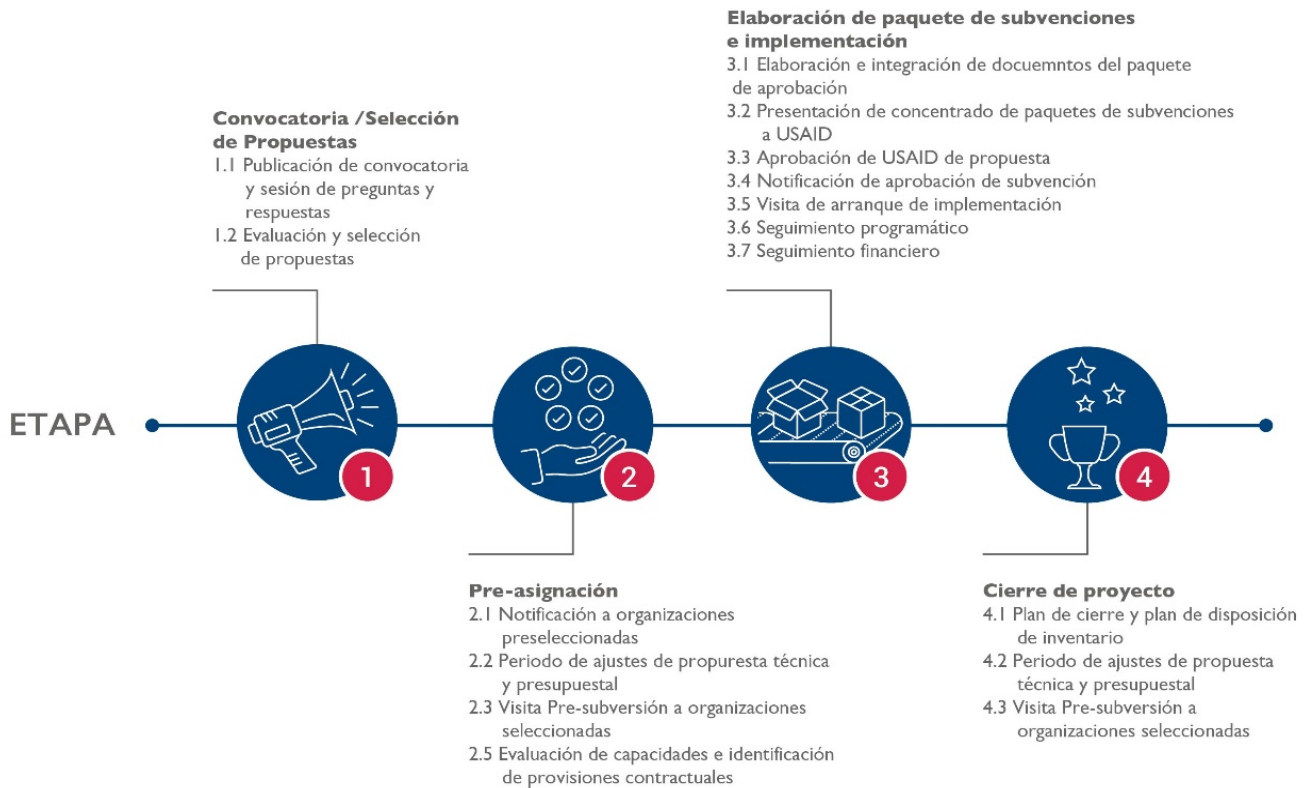 ETAPA
Convocatoria /Selección
de Propuestas
1.1 Publicación de convocatoria
y sesión de preguntas y
respuestas
1.2 Evaluación y selección
de propuestas
1
Pre-asignación
2.1 Notificación a organizaciones
preseleccionadas
2.2 Periodo de ajustes de propuresta técnica
y presupuestal
2.3 Visita Pre-subversión a organizaciones
seleccionadas
2.5 Evaluación de capacidades e identificación
de provisiones contractuales
2
Elaboración de paquete de subvenciones
e implementación
3.1 Elaboración e integración de docuemntos del paquete
de aprobación
3.2 Presentación de concentrado de paquetes de subvenciones
a USAID
3.3 Aprobación de USAID de propuesta
3.4 Notificación de aprobación de subvención
3.5 Visita de arranque de implementación
3.6 Seguimiento programático
3.7 Seguimiento financiero
3
Cierre de proyecto
4.1 Plan de cierre y plan de disposición
de inventario
4.2 Periodo de ajustes de propuesta
técnica y presupuestal
4.3 Visita Pre-subversión a
organizaciones seleccionadas
4